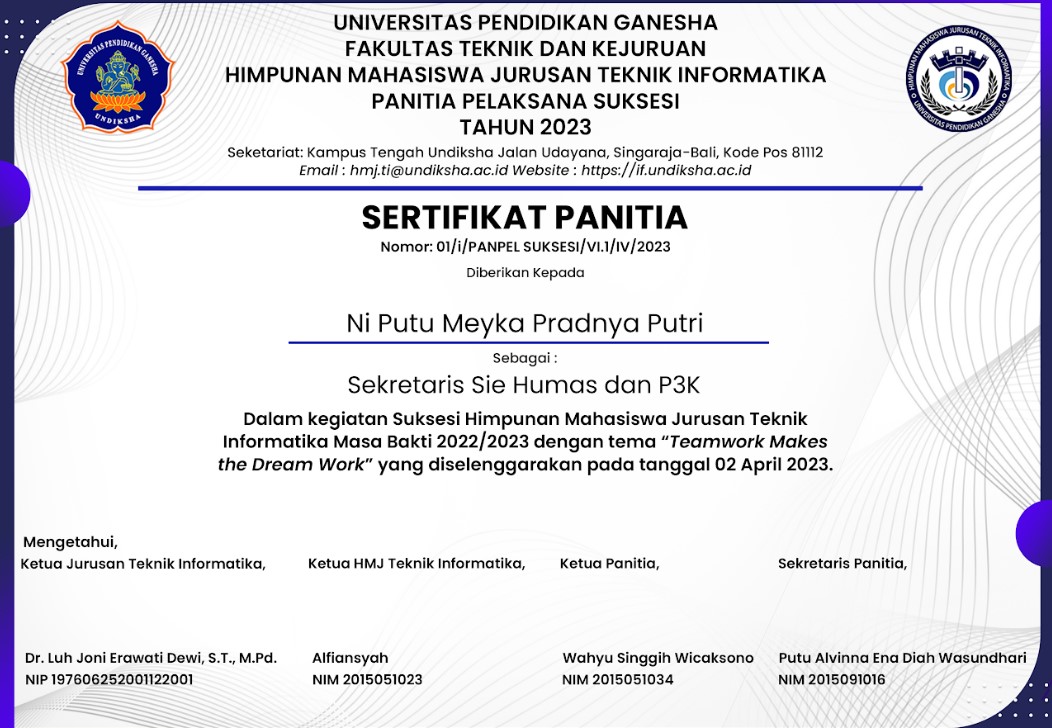 UNIVERSITAS PENDIDIKAN GANESHA
FAKULTAS TEKNIK DAN KEJURUAN
HIMPUNAN MAHASISWA JURUSAN TEKNIK INFORMATIKA
PANITIA PELAKSANA SUKSESI
TAHUN 2023
Seketariat: Kampus Tengah Undiksha Jalan Udayana, Singaraja-Bali, Kode Pos 81112
Email : hmj.ti@undiksha.ac.id Website : https://if.undiksha.ac.id
UNIVERSITAS PENDIDIKAN GANESHA
UNDIKSHA
HIMPUNAN MAHASISWA JURUSAN TEKNIK INFORMATIKA
UNIVERSITAS PENDIDIKAN GANESHA
SERTIFIKAT PANITIA
Nomor: 01/i/PANPEL SUKSESI/VI.1/IV/2023
Diberikan Kepada
Ni Putu Meyka Pradnya Putri
Sebagai :
Sekretaris Sie Humas dan P3K
Dalam kegiatan Suksesi Himpunan Mahasiswa Jurusan Teknik
Informatika Masa Bakti 2022/2023 dengan tema “Teamwork Makes
the Dream Work” yang diselenggarakan pada tanggal 02 April 2023.
Mengetahui,
Ketua Jurusan Teknik Informatika,
Ketua HMJ Teknik Informatika,
Ketua Panitia,
Sekretaris Panitia,
Dr. Luh Joni Erawati Dewi, S.T., M.Pd.
NIP 197606252001122001
Alfiansyah
NIM 2015051023
Wahyu Singgih Wicaksono
NIM 2015051034
Putu Alvinna Ena Diah Wasundhari
NIM 2015091016